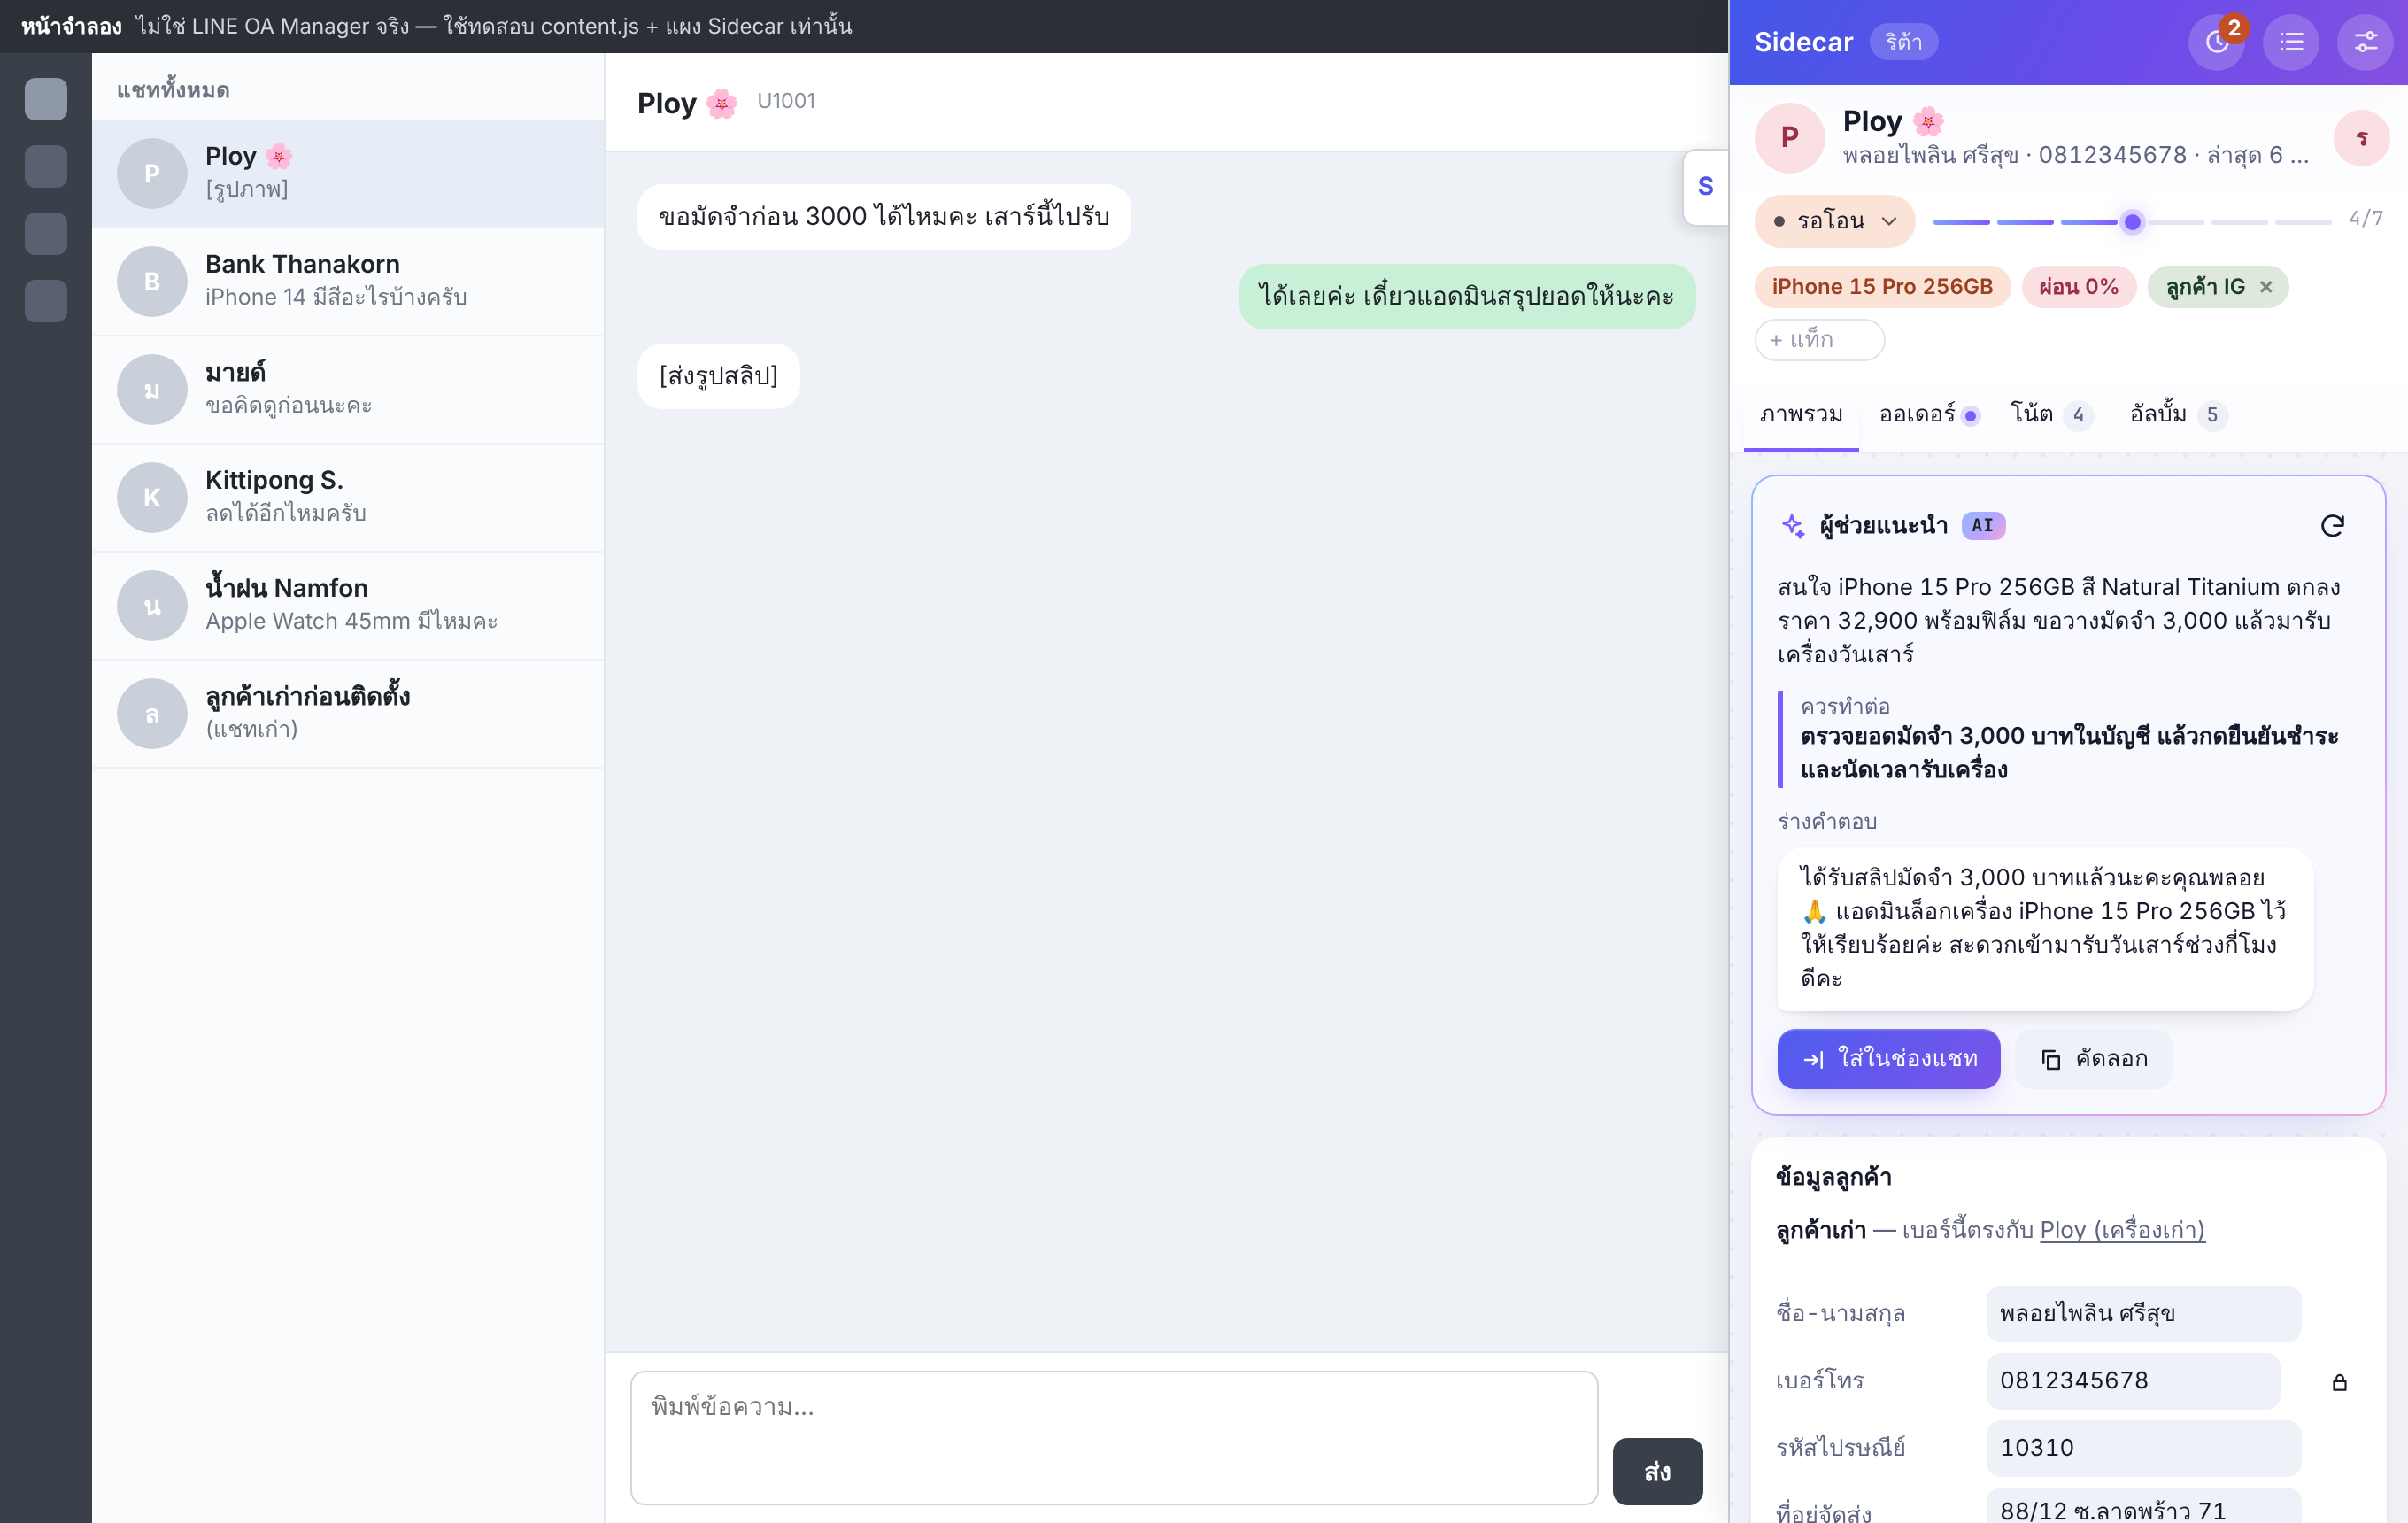 หน้าจำลอง ไม่ใช่ LINE OA Manager จริง — ใช้ทดสอบ content.js + แผง Sidecar เท่านั้น
แชททั้งหมด
P
Ploy 🌸
[รูปภาพ]
B
Bank Thanakorn
iPhone 14 มีสีอะไรบ้างครับ
ม
มายด์
ขอคิดดูก่อนนะคะ
K
Kittipong S.
ลดได้อีกไหมครับ
น
น้ำฝน Namfon
Apple Watch 45mm มีไหมคะ
ล
ลูกค้าเก่าก่อนติดตั้ง
(แชทเก่า)
Ploy 🌸 U1001
ขอมัดจำก่อน 3000 ได้ไหมคะ เสาร์นี้ไปรับ
ได้เลยค่ะ เดี๋ยวแอดมินสรุปยอดให้นะคะ
[ส่งรูปสลิป]
พิมพ์ข้อความ...
ส่ง
S
Sidecar ริต้า 2
P
Ploy 🌸
พลอยไพลิน ศรีสุข · 0812345678 · ล่าสุด 6 ...
ร
รอโอน 4/7
iPhone 15 Pro 256GB ผ่อน 0% ลูกค้า IG ×
+ แท็ก
ภาพรวม ออเดอร์ โน้ต 4 อัลบั้ม 5
ผู้ช่วยแนะนำ AI
สนใจ iPhone 15 Pro 256GB สี Natural Titanium ตกลง
ราคา 32,900 พร้อมฟิล์ม ขอวางมัดจำ 3,000 แล้วมารับ
เครื่องวันเสาร์
ควรทำต่อ
ตรวจยอดมัดจำ 3,000 บาทในบัญชี แล้วกดยืนยันชำระ
และนัดเวลารับเครื่อง
ร่างคำตอบ
ได้รับสลิปมัดจำ 3,000 บาทแล้วนะคะคุณพลอย
🙏 แอดมินล็อกเครื่อง iPhone 15 Pro 256GB ไว้
ให้เรียบร้อยค่ะ สะดวกเข้ามารับวันเสาร์ช่วงกี่โมง
ดีคะ
ใส่ในช่องแชท คัดลอก
ข้อมูลลูกค้า
ลูกค้าเก่า — เบอร์นี้ตรงกับ Ploy (เครื่องเก่า)
ชื่อ-นามสกุล พลอยไพลิน ศรีสุข
เบอร์โทร 0812345678
รหัสไปรษณีย์ 10310
ที่อยู่จัดส่ง 88/12 ซ.ลาดพร้าว 71